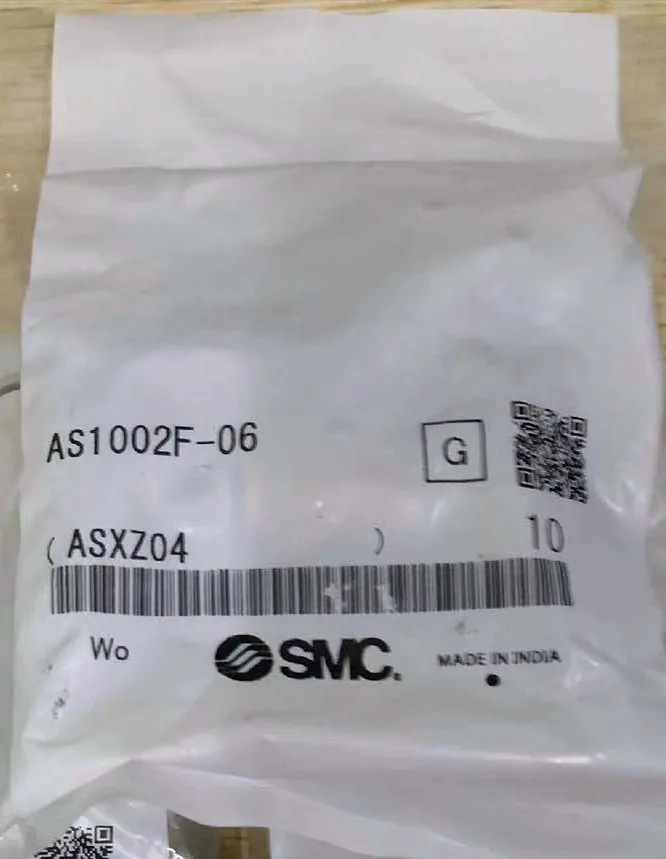 AS1002F-06
G
(ASXZ04 )
10
Wo
SMC.
MADE IN INDIA